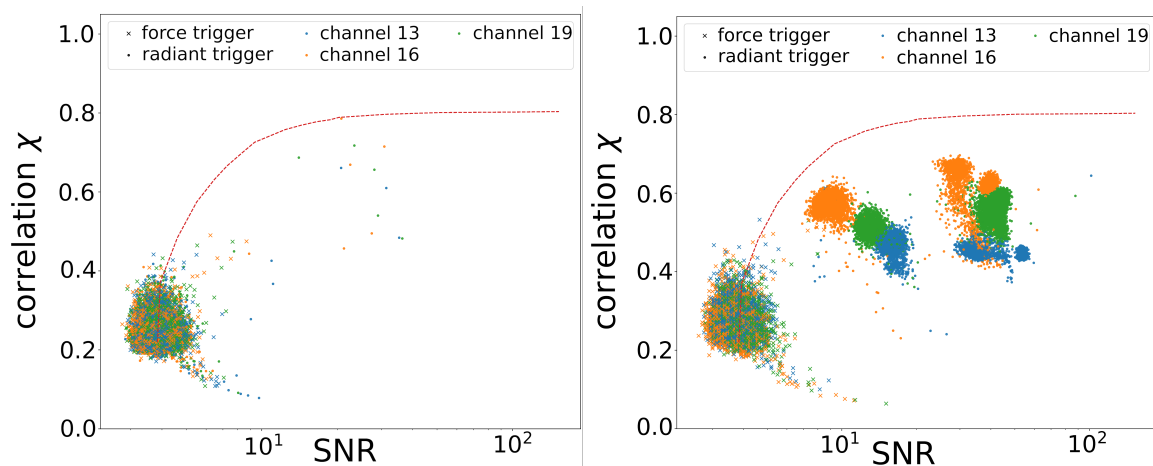 1.0
0.8
0.6
0.4
0.2
0.0
correlation χ
force trigger
radiant trigger
channel 13
channel 16
channel 19
10¹
10²
SNR
1.0
0.8
0.6
0.4
0.2
0.0
correlation χ
force trigger
radiant trigger
channel 13
channel 16
channel 19
10¹
10²
SNR